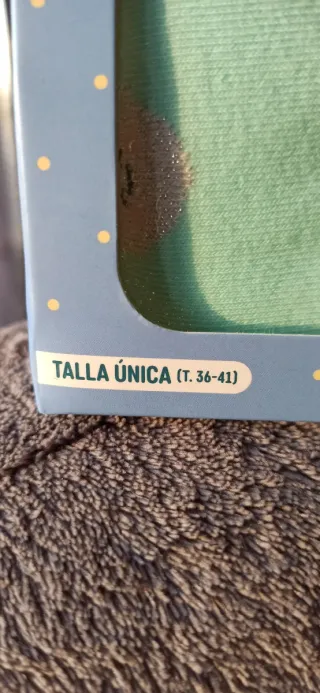 TALLA ÚNICA (T. 36-41)